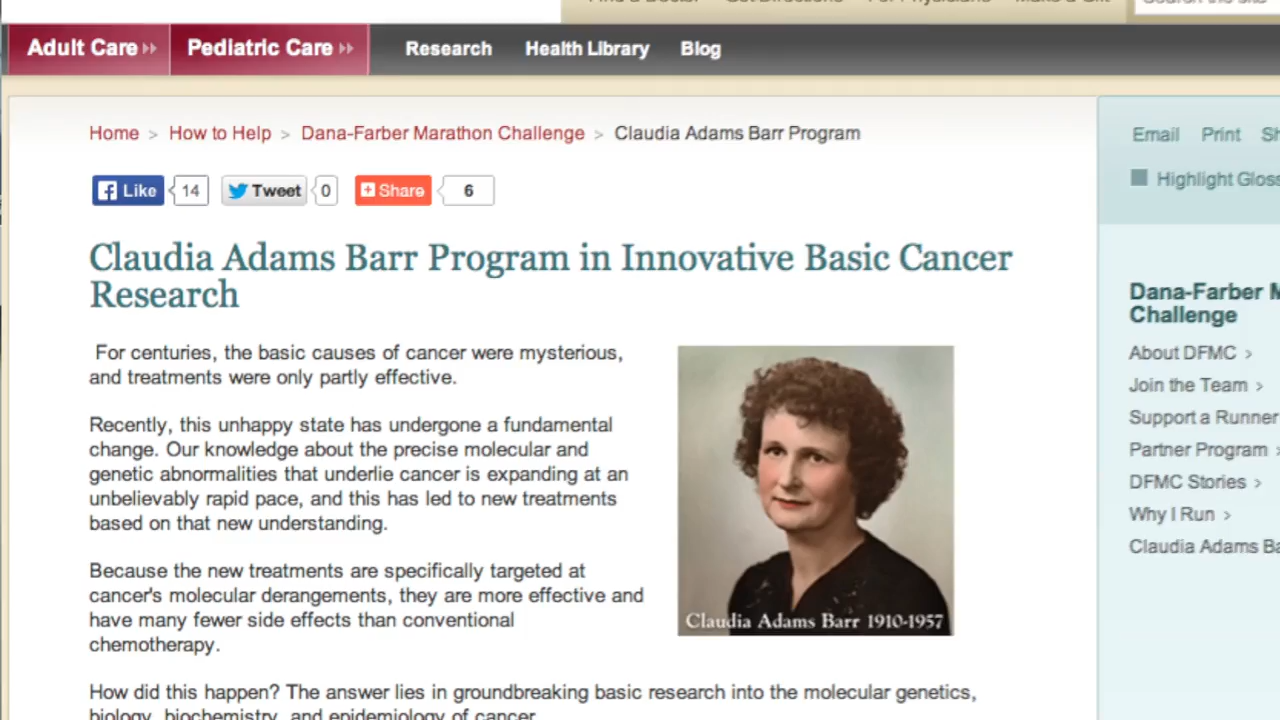 Adult Care Pediatric Care Research Health Library Blog
Home > How to Help > Dana-Farber Marathon Challenge > Claudia Adams Barr Program
Email Print
Like 14 Tweet 0 Share 6
Highlight
Claudia Adams Barr Program in Innovative Basic Cancer
Research
For centuries, the basic causes of cancer were mysterious,
and treatments were only partly effective.
Recently, this unhappy state has undergone a fundamental
change. Our knowledge about the precise molecular and
genetic abnormalities that underlie cancer is expanding at an
unbelievably rapid pace, and this has led to new treatments
based on that new understanding.
Because the new treatments are specifically targeted at
cancer's molecular derangements, they are more effective and
have many fewer side effects than conventional
chemotherapy.
Claudia Adams Barr 1910-1957
How did this happen? The answer lies in groundbreaking basic research into the molecular genetics,
biology, biochemistry, and epidemiology of cancer.
Dana-Farber
Challenge
About DFMC >
Join the Team >
Support a Runner
Partner Program >
DFMC Stories >
Why I Run >
Claudia Adams